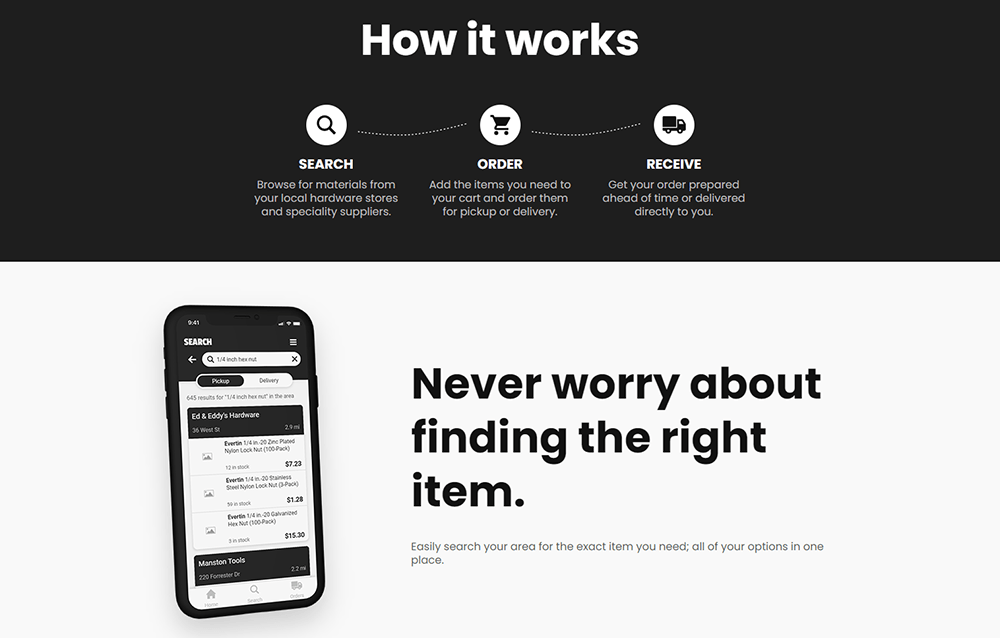 How it works
SEARCH
Browse for materials from
your local hardware stores
and speciality suppliers.
ORDER
Add the items you need to
your cart and order them
for pickup or delivery.
RECEIVE
Get your order prepared
ahead of time or delivered
directly to you.
9:41
SEARCH
1/4 inch hex nut
Pickup
Delivery
645 results for "1/4 inch hex nut" in the area
Ed & Eddy's Hardware
36 West St
2.9 mi
Evertin 1/4 in.-20 Zinc Plated
Nylon Lock Nut (100-Pack)
12 in stock
$7.23
Evertin 1/4 in.-20 Stainless
Steel Nylon Lock Nut (3-Pack)
59 in stock
$1.28
Evertin 1/4 in.-20 Galvanized
Hex Nut (100-Pack)
5 in stock
$15.30
Manston Tools
220 Forrester Dr
2.2 mi
Home
Search
Orders
Never worry about
finding the right
item.
Easily search your area for the exact item you need; all of your options in one
place.